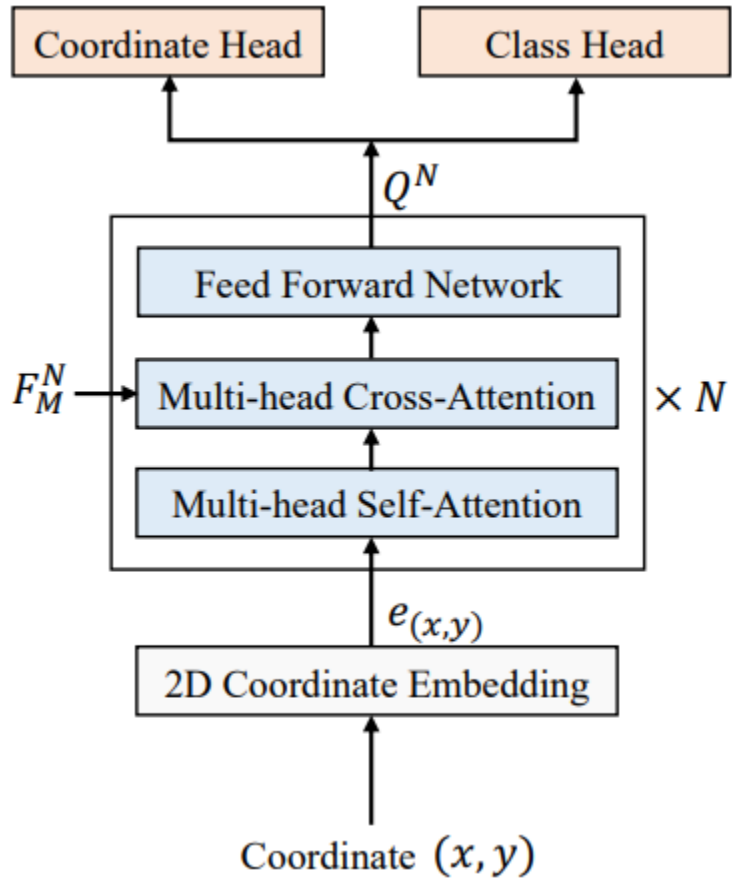 Coordinate Head
Class Head
Q^N
Feed Forward Network
F_M^N
Multi-head Cross-Attention
× N
Multi-head Self-Attention
e_(x,y)
2D Coordinate Embedding
Coordinate (x, y)